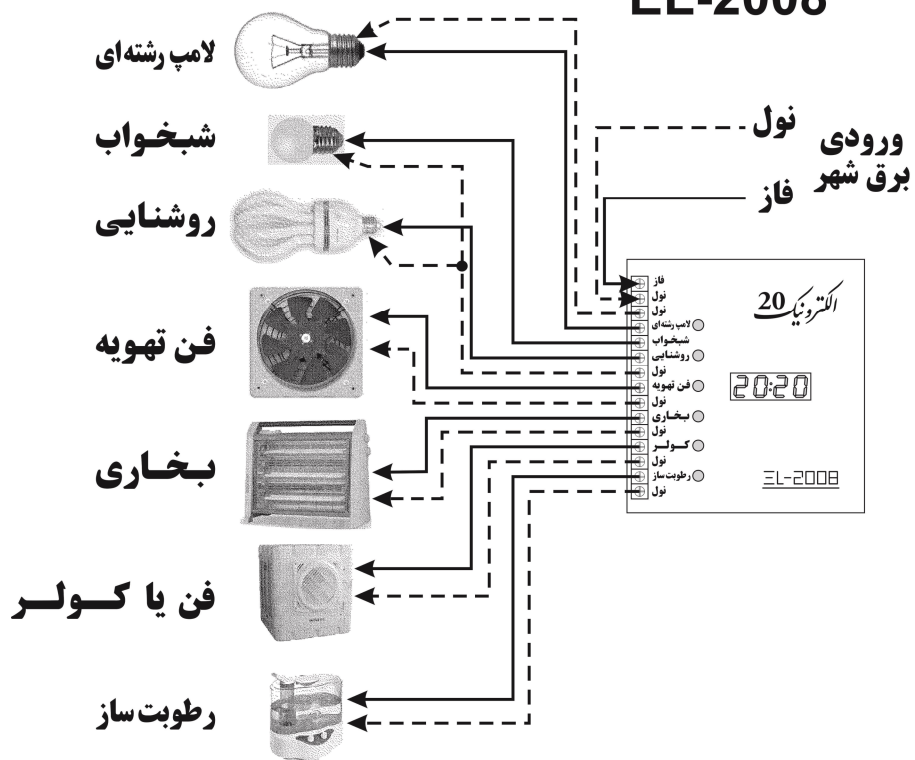 EL-2008
لامپ رشته‌ای
شبخواب
روشنایی
فن تهویه
بخاری
فن یا کولر
رطوبت ساز
نول
ورودی
برق شهر
فاز
فاز
نول
نول
لامپ رشته‌ای
شبخواب
روشنایی
نول
فن تهویه
نول
بخاری
نول
کولر
نول
رطوبت ساز
نول
الکترونیک 20
20:20
EL-2008